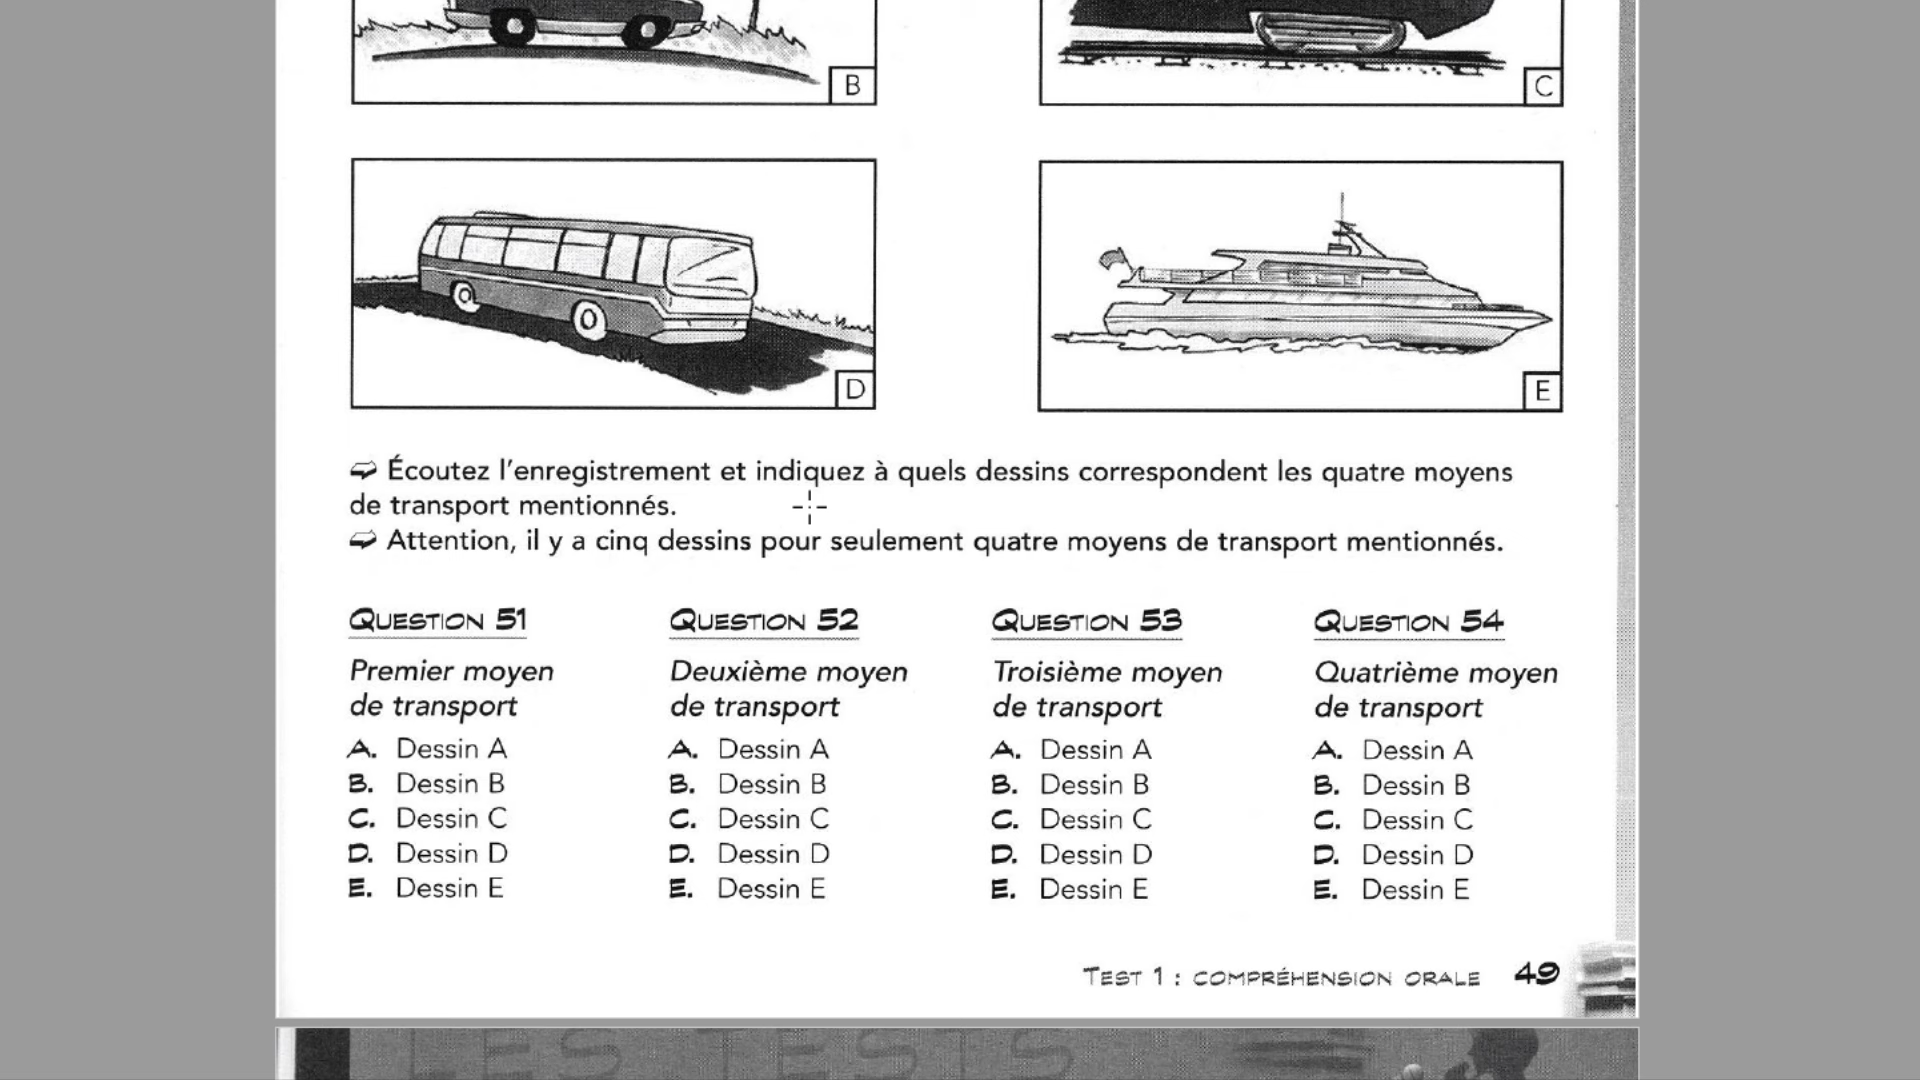 B
C
D
E
➫ Écoutez l'enregistrement et indiquez à quels dessins correspondent les quatre moyens
de transport mentionnés.
➫ Attention, il y a cinq dessins pour seulement quatre moyens de transport mentionnés.
QUESTION 51
Premier moyen
de transport
A. Dessin A
B. Dessin B
C. Dessin C
D. Dessin D
E. Dessin E
QUESTION 52
Deuxième moyen
de transport
A. Dessin A
B. Dessin B
C. Dessin C
D. Dessin D
E. Dessin E
QUESTION 53
Troisième moyen
de transport
A. Dessin A
B. Dessin B
C. Dessin C
D. Dessin D
E. Dessin E
QUESTION 54
Quatrième moyen
de transport
A. Dessin A
B. Dessin B
C. Dessin C
D. Dessin D
E. Dessin E
TEST 1 : COMPRÉHENSION ORALE 49
LES TESTS